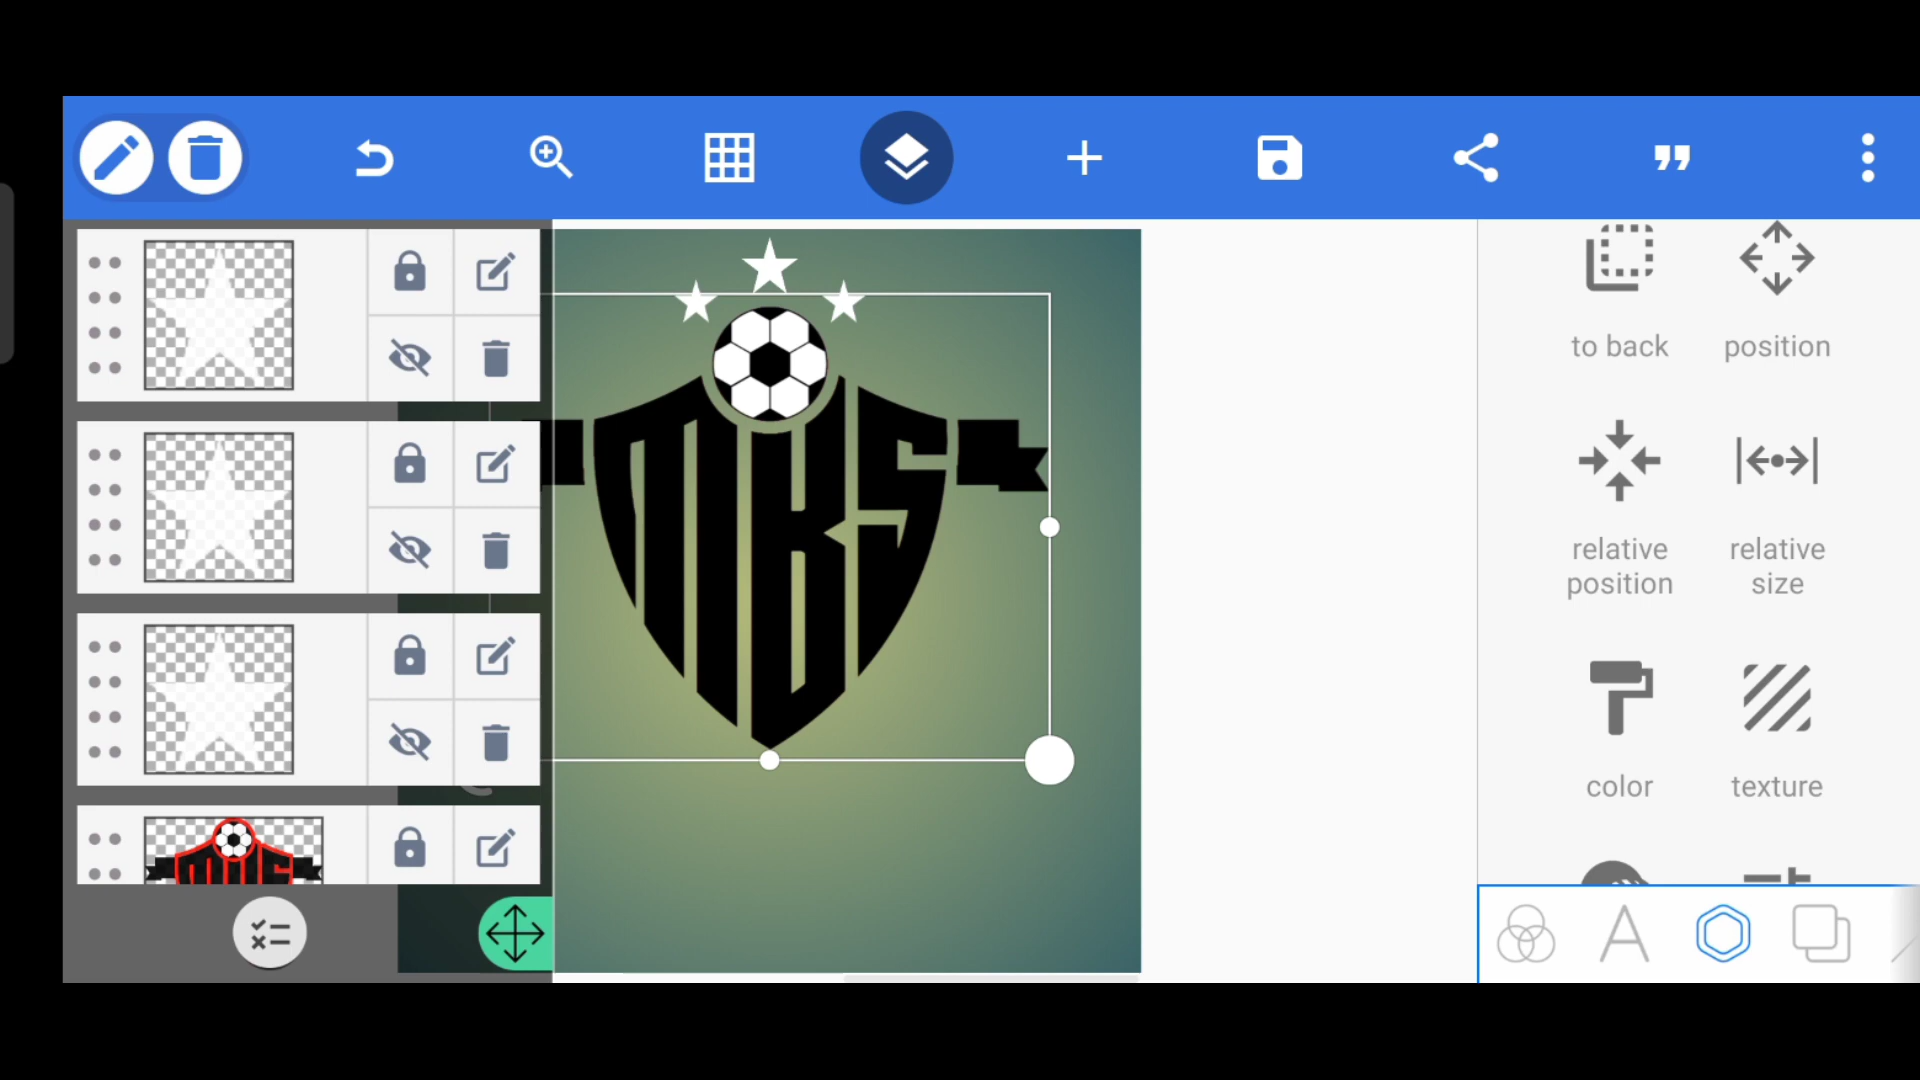 to back
position
MBS
relative
position
relative
size
color
texture